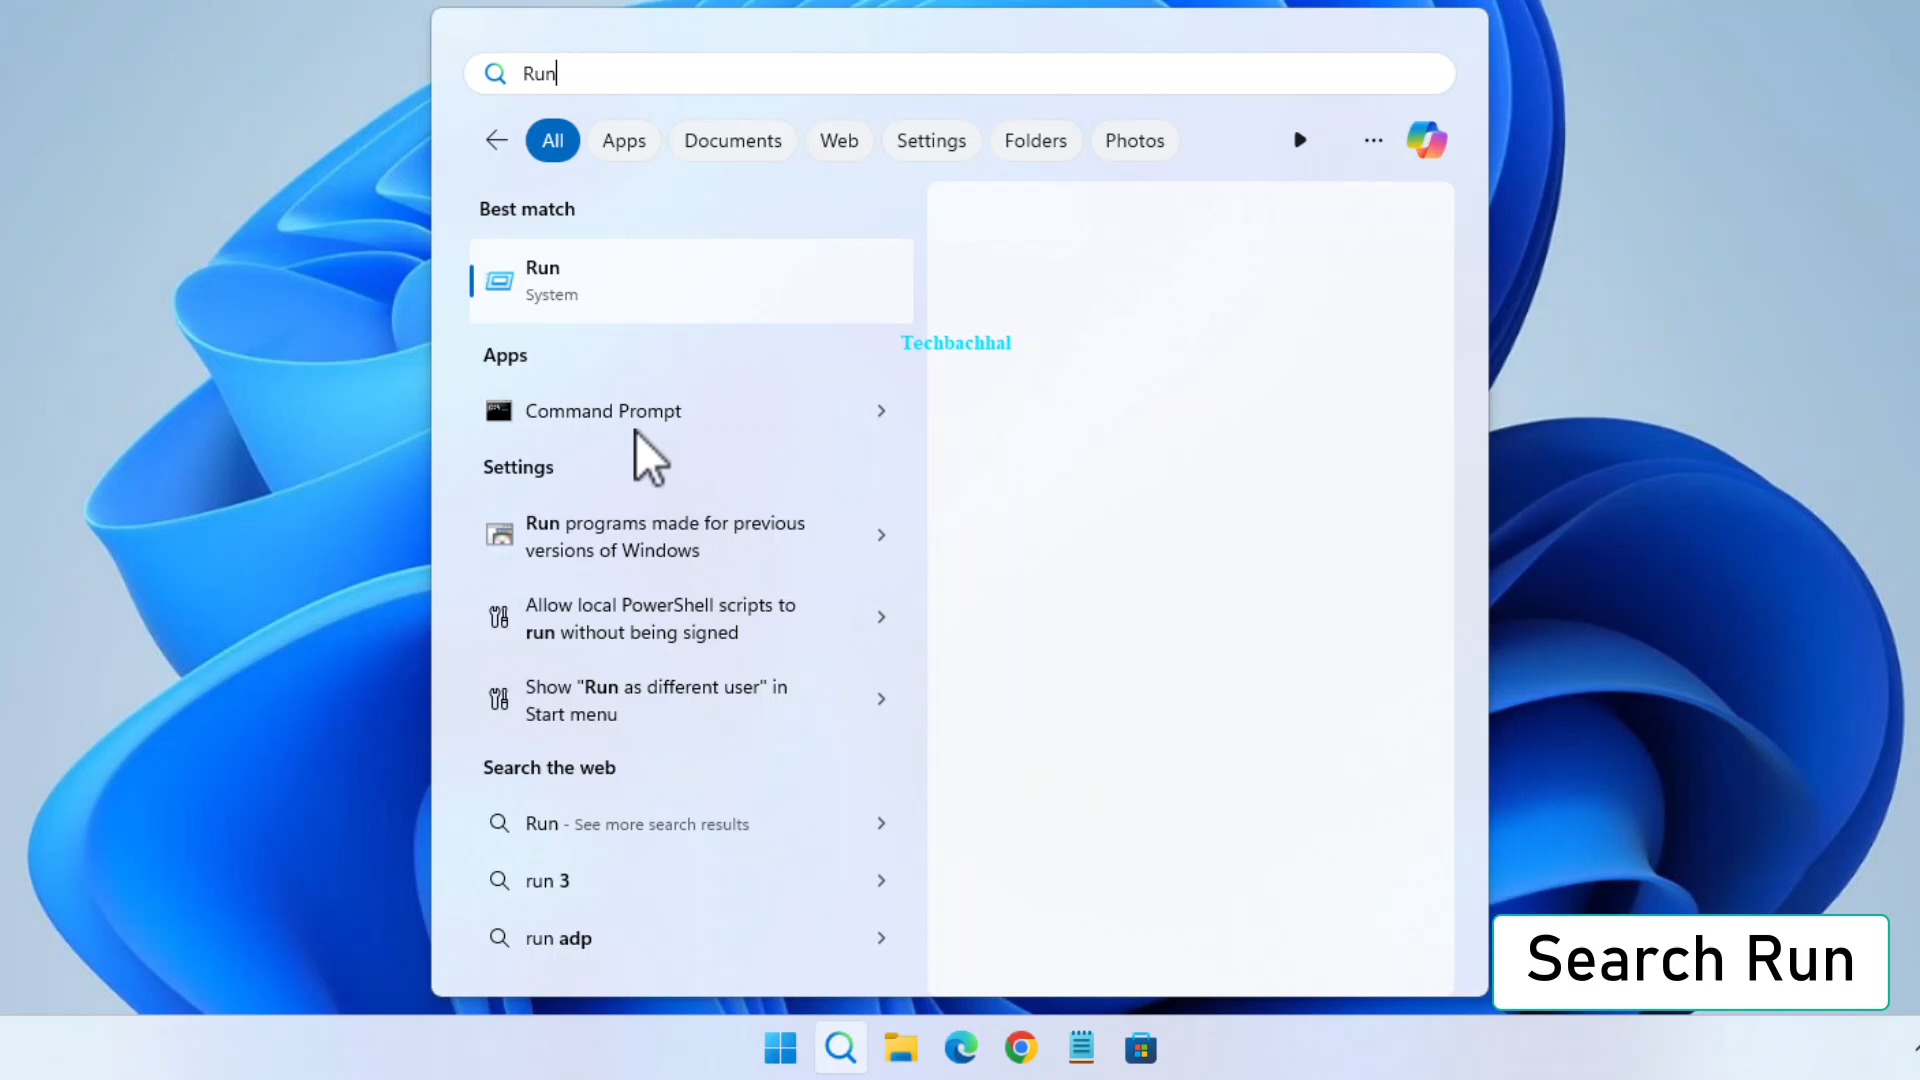 Run
All Apps Documents Web Settings Folders Photos
Best match
Run
System
Techbachhal
Apps
Command Prompt
Settings
Run programs made for previous
versions of Windows
Allow local PowerShell scripts to
run without being signed
Show "Run as different user" in
Start menu
Search the web
Run - See more search results
run 3
run adp
Search Run